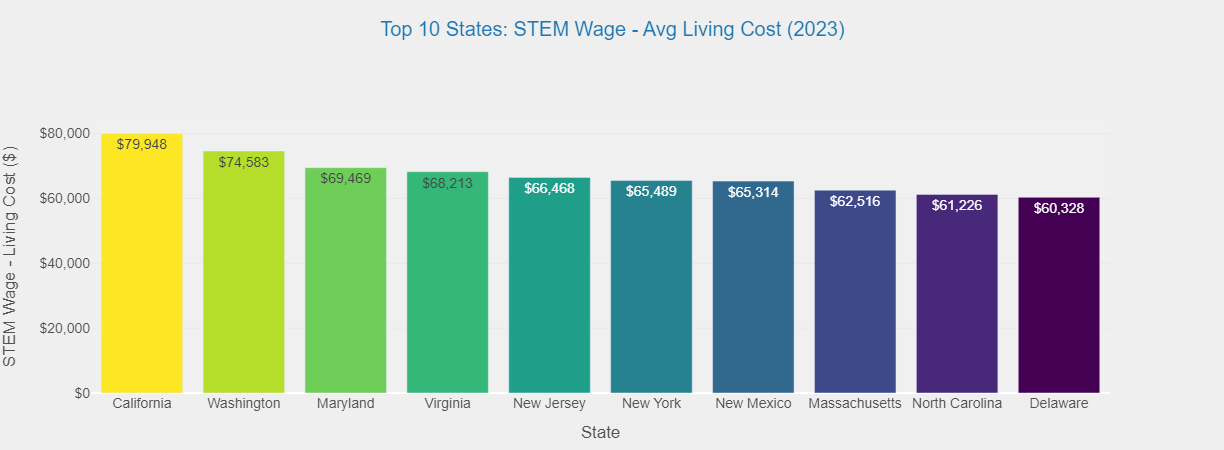 Top 10 States: STEM Wage - Avg Living Cost (2023)
STEM Wage - Living Cost ($)
$80,000
$60,000
$40,000
$20,000
$0
$79,948
$74,583
$69,469
$68,213
$66,468
$65,489
$65,314
$62,516
$61,226
$60,328
California
Washington
Maryland
Virginia
New Jersey
New York
New Mexico
Massachusetts
North Carolina
Delaware
State